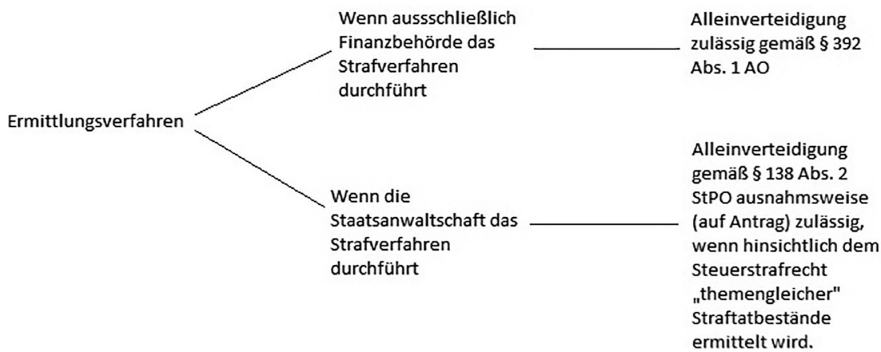 Ermittlungsverfahren
Wenn aussschließlich
Finanzbehörde das
Strafverfahren
durchführt
Alleinverteidigung
zulässig gemäß § 392
Abs. 1 AO
Wenn die
Staatsanwaltschaft das
Strafverfahren
durchführt
Alleinverteidigung
gemäß § 138 Abs. 2
StPO ausnahmsweise
(auf Antrag) zulässig,
wenn hinsichtlich dem
Steuerstrafrecht
„themengleicher"
Straftatbestände
ermittelt wird.